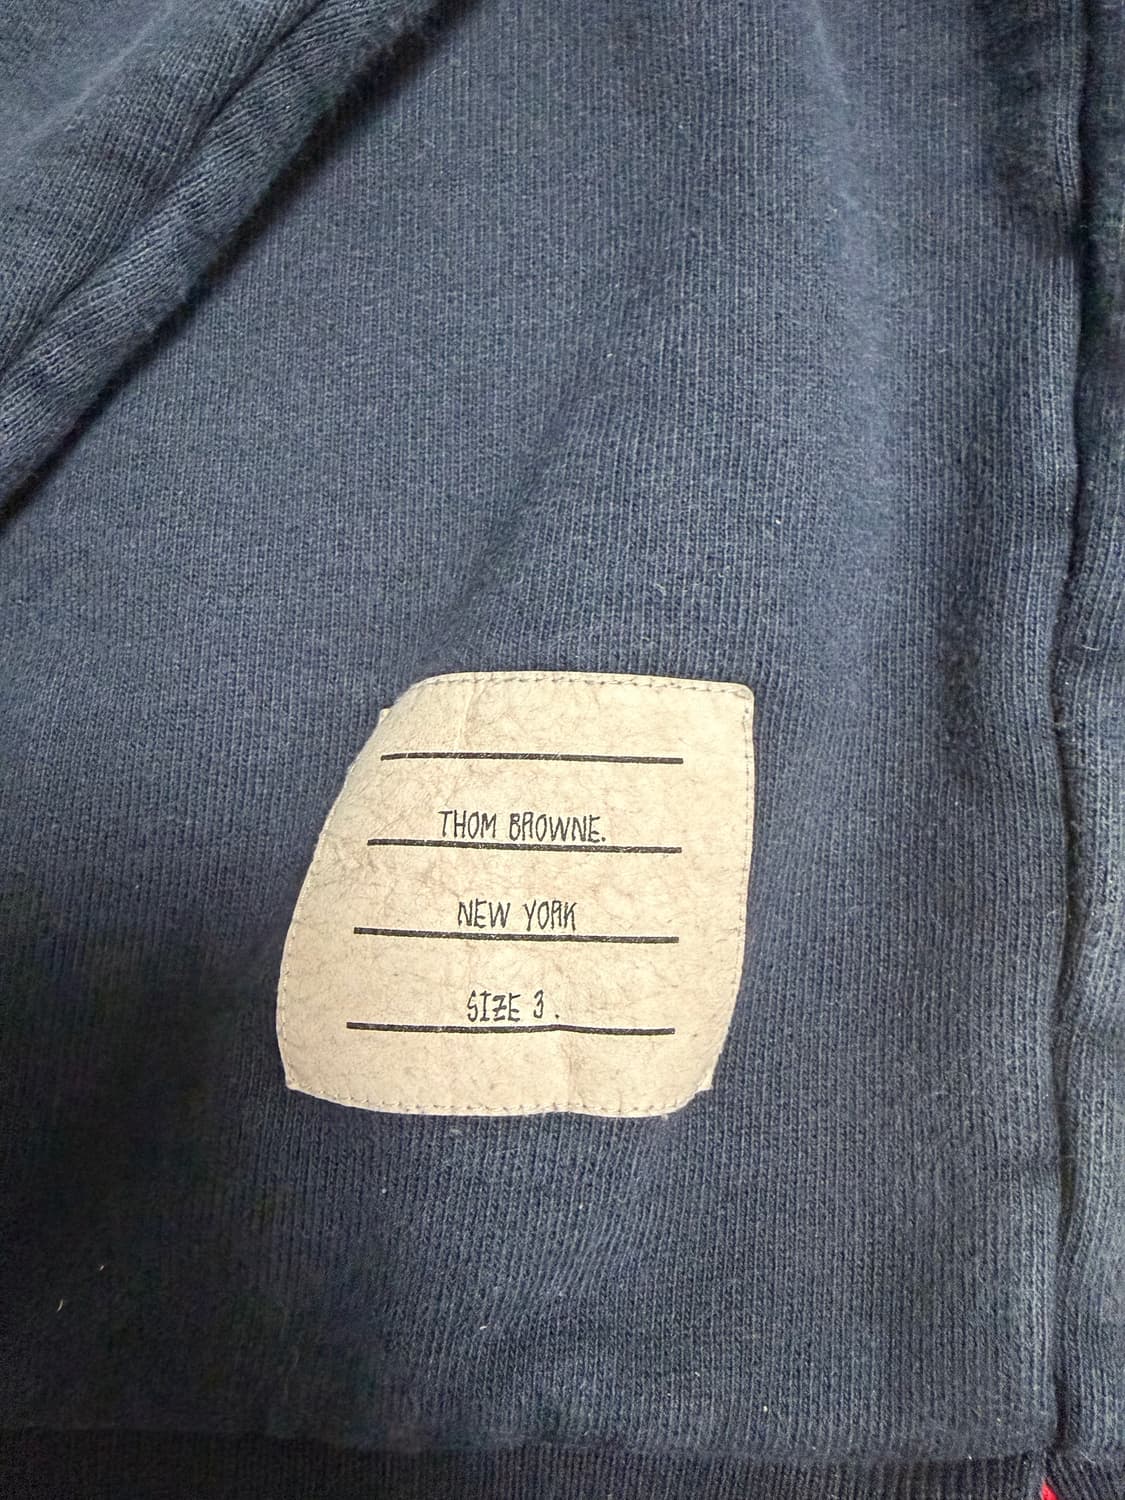 THOM BROWNE.
NEW YORK
SIZE 3 .